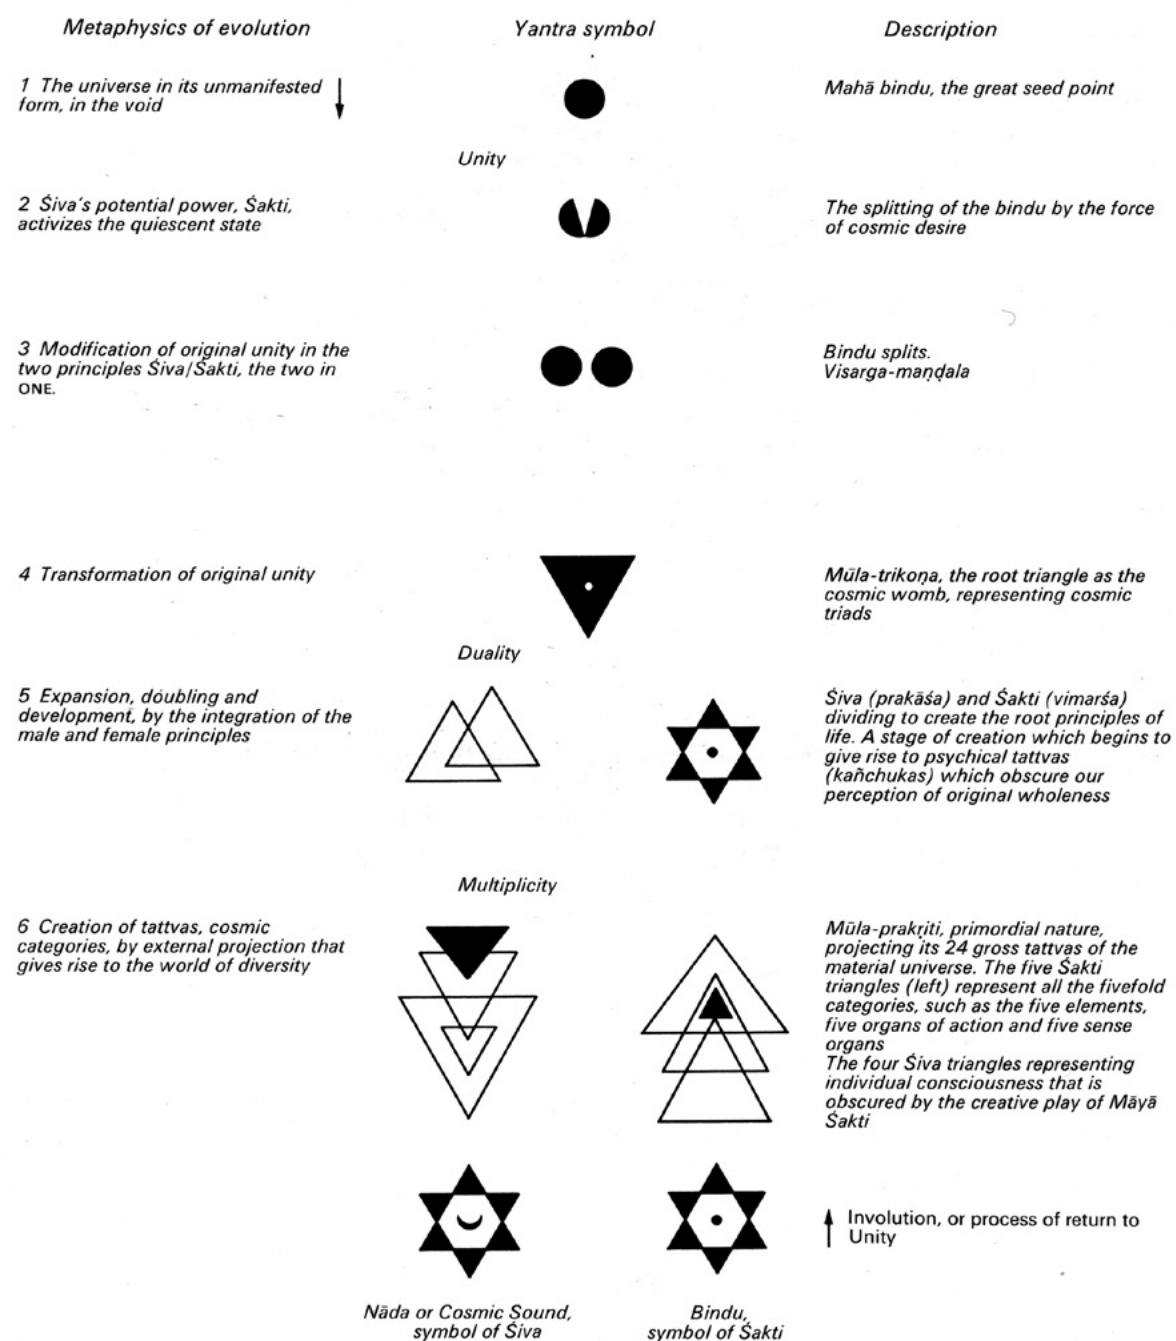 Metaphysics of evolution
Yantra symbol
Description
1 The universe in its unmanifested
form, in the void
Mahā bindu, the great seed point
Unity
2 Śiva's potential power, Śakti,
activizes the quiescent state
The splitting of the bindu by the force
of cosmic desire
3 Modification of original unity in the
two principles Śiva/Śakti, the two in
ONE.
Bindu splits.
Visarga-maṇḍala
4 Transformation of original unity
Mūla-trikoṇa, the root triangle as the
cosmic womb, representing cosmic
triads
Duality
5 Expansion, doubling and
development, by the integration of the
male and female principles
Śiva (prakāśa) and Śakti (vimarśa)
dividing to create the root principles of
life. A stage of creation which begins to
give rise to psychical tattvas
(kañchukas) which obscure our
perception of original wholeness
Multiplicity
6 Creation of tattvas, cosmic
categories, by external projection that
gives rise to the world of diversity
Mūla-prakṛiti, primordial nature,
projecting its 24 gross tattvas of the
material universe. The five Śakti
triangles (left) represent all the fivefold
categories, such as the five elements,
five organs of action and five sense
organs
The four Śiva triangles representing
individual consciousness that is
obscured by the creative play of Māyā
Śakti
Involution, or process of return to
Unity
Nāda or Cosmic Sound,
symbol of Śiva
Bindu,
symbol of Śakti